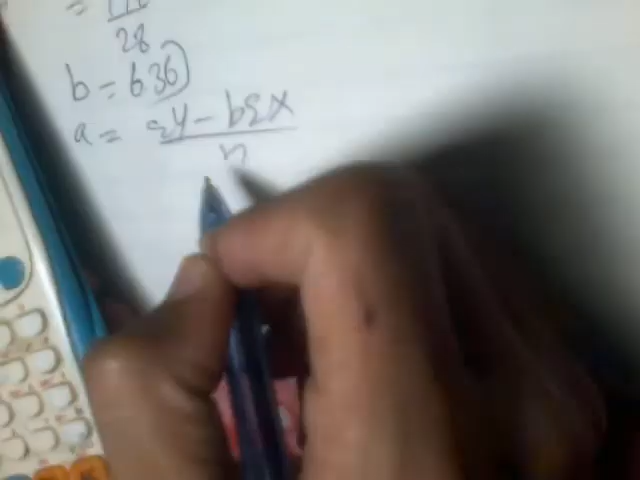 =
28
b = 636
a = Σy - bΣx
n